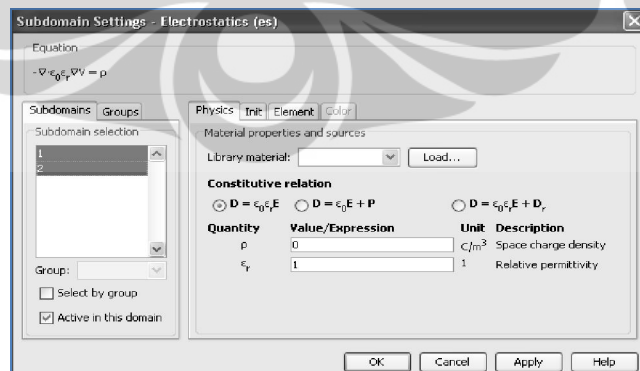 Subdomain Settings - Electrostatics (es)
Equation
-∇·ε₀εᵣ∇V = ρ
Subdomains Groups
Physics Init Element Color
Subdomain selection
1
2
Group:
Select by group
Active in this domain
Material properties and sources
Library material: Load...
Constitutive relation
D = ε₀εᵣE D = ε₀E + P D = ε₀εᵣE + Dᵣ
Quantity Value/Expression Unit Description
ρ 0 C/m³ Space charge density
εᵣ 1 1 Relative permittivity
OK Cancel Apply Help